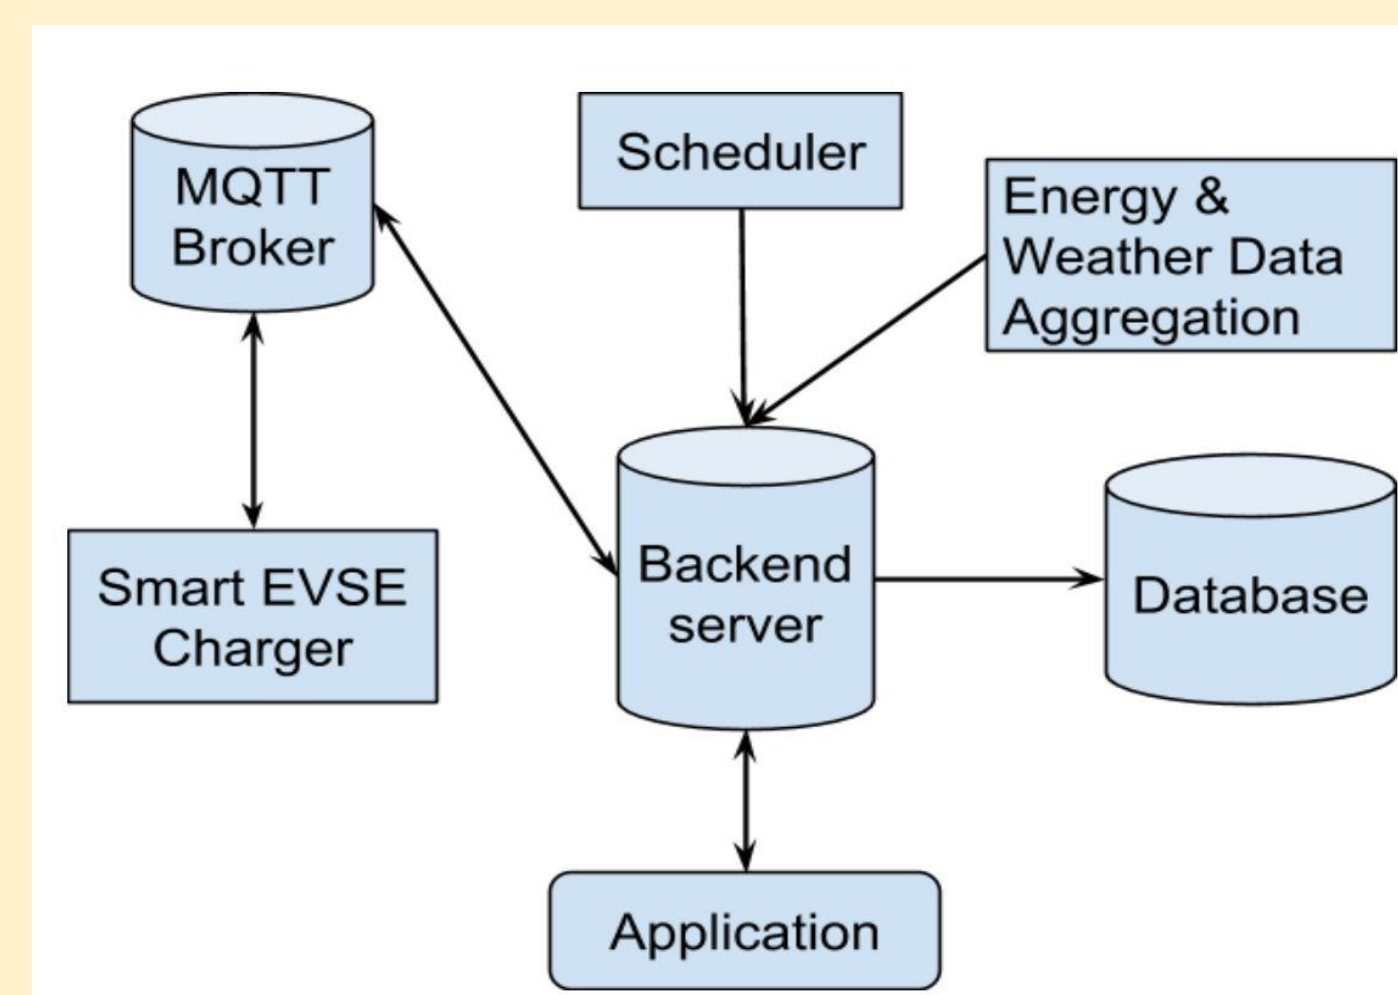 MQTT
Broker
Scheduler
Energy &
Weather Data
Aggregation
Smart EVSE
Charger
Backend
server
Database
Application